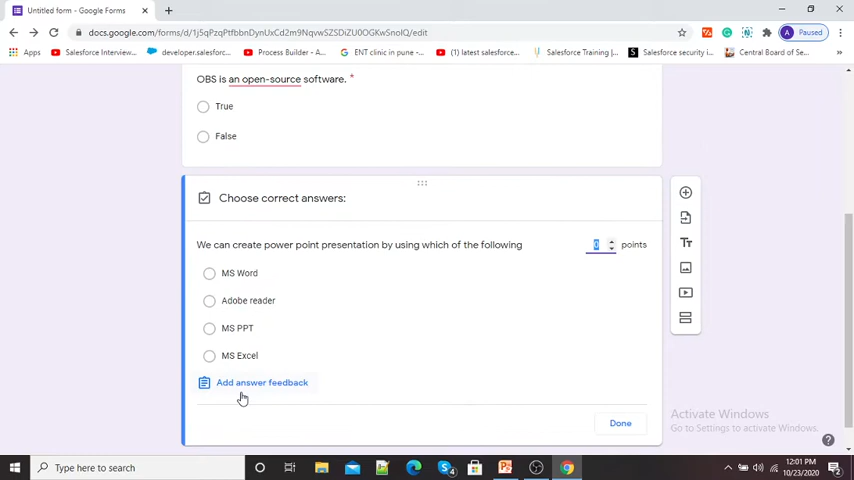 Untitled form - Google Forms
docs.google.com/forms/d/1j5qPzqPtfbbnDynUxCd2m9NqvwSZSDiZU0OGKwSnoIQ/edit
A Paused
Apps
Salesforce Interview...
developer.salesforc...
Process Builder - A...
ENT clinic in pune -...
(1) latest salesforce...
Salesforce Training |...
Salesforce security i...
Central Board of Se...
OBS is an open-source software. *
True
False
Choose correct answers:
We can create power point presentation by using which of the following
0 points
MS Word
Adobe reader
MS PPT
MS Excel
Add answer feedback
Done
Activate Windows
Go to Settings to activate Windows.
Type here to search
12:01 PM
10/23/2020